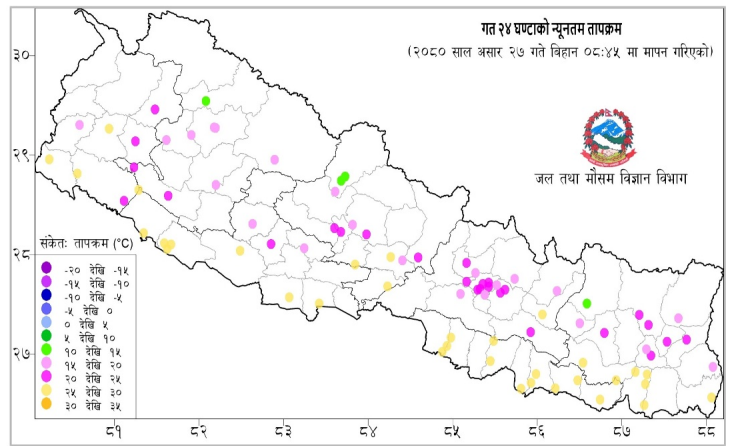 गत २४ घण्टाको न्यूनतम तापक्रम
(२०८० साल असार २७ गते बिहान ०८:४५ मा मापन गरिएको)
जल तथा मौसम विज्ञान विभाग
३०
२९
२८
२७
संकेतः तापक्रम (°C)
-२० देखि -१५
-१५ देखि -१०
-१० देखि -५
-५ देखि ०
० देखि ५
५ देखि १०
१० देखि १५
१५ देखि २०
२० देखि २५
२५ देखि ३०
३० देखि ३५
८१ ८२ ८३ ८४ ८५ ८६ ८७ ८८